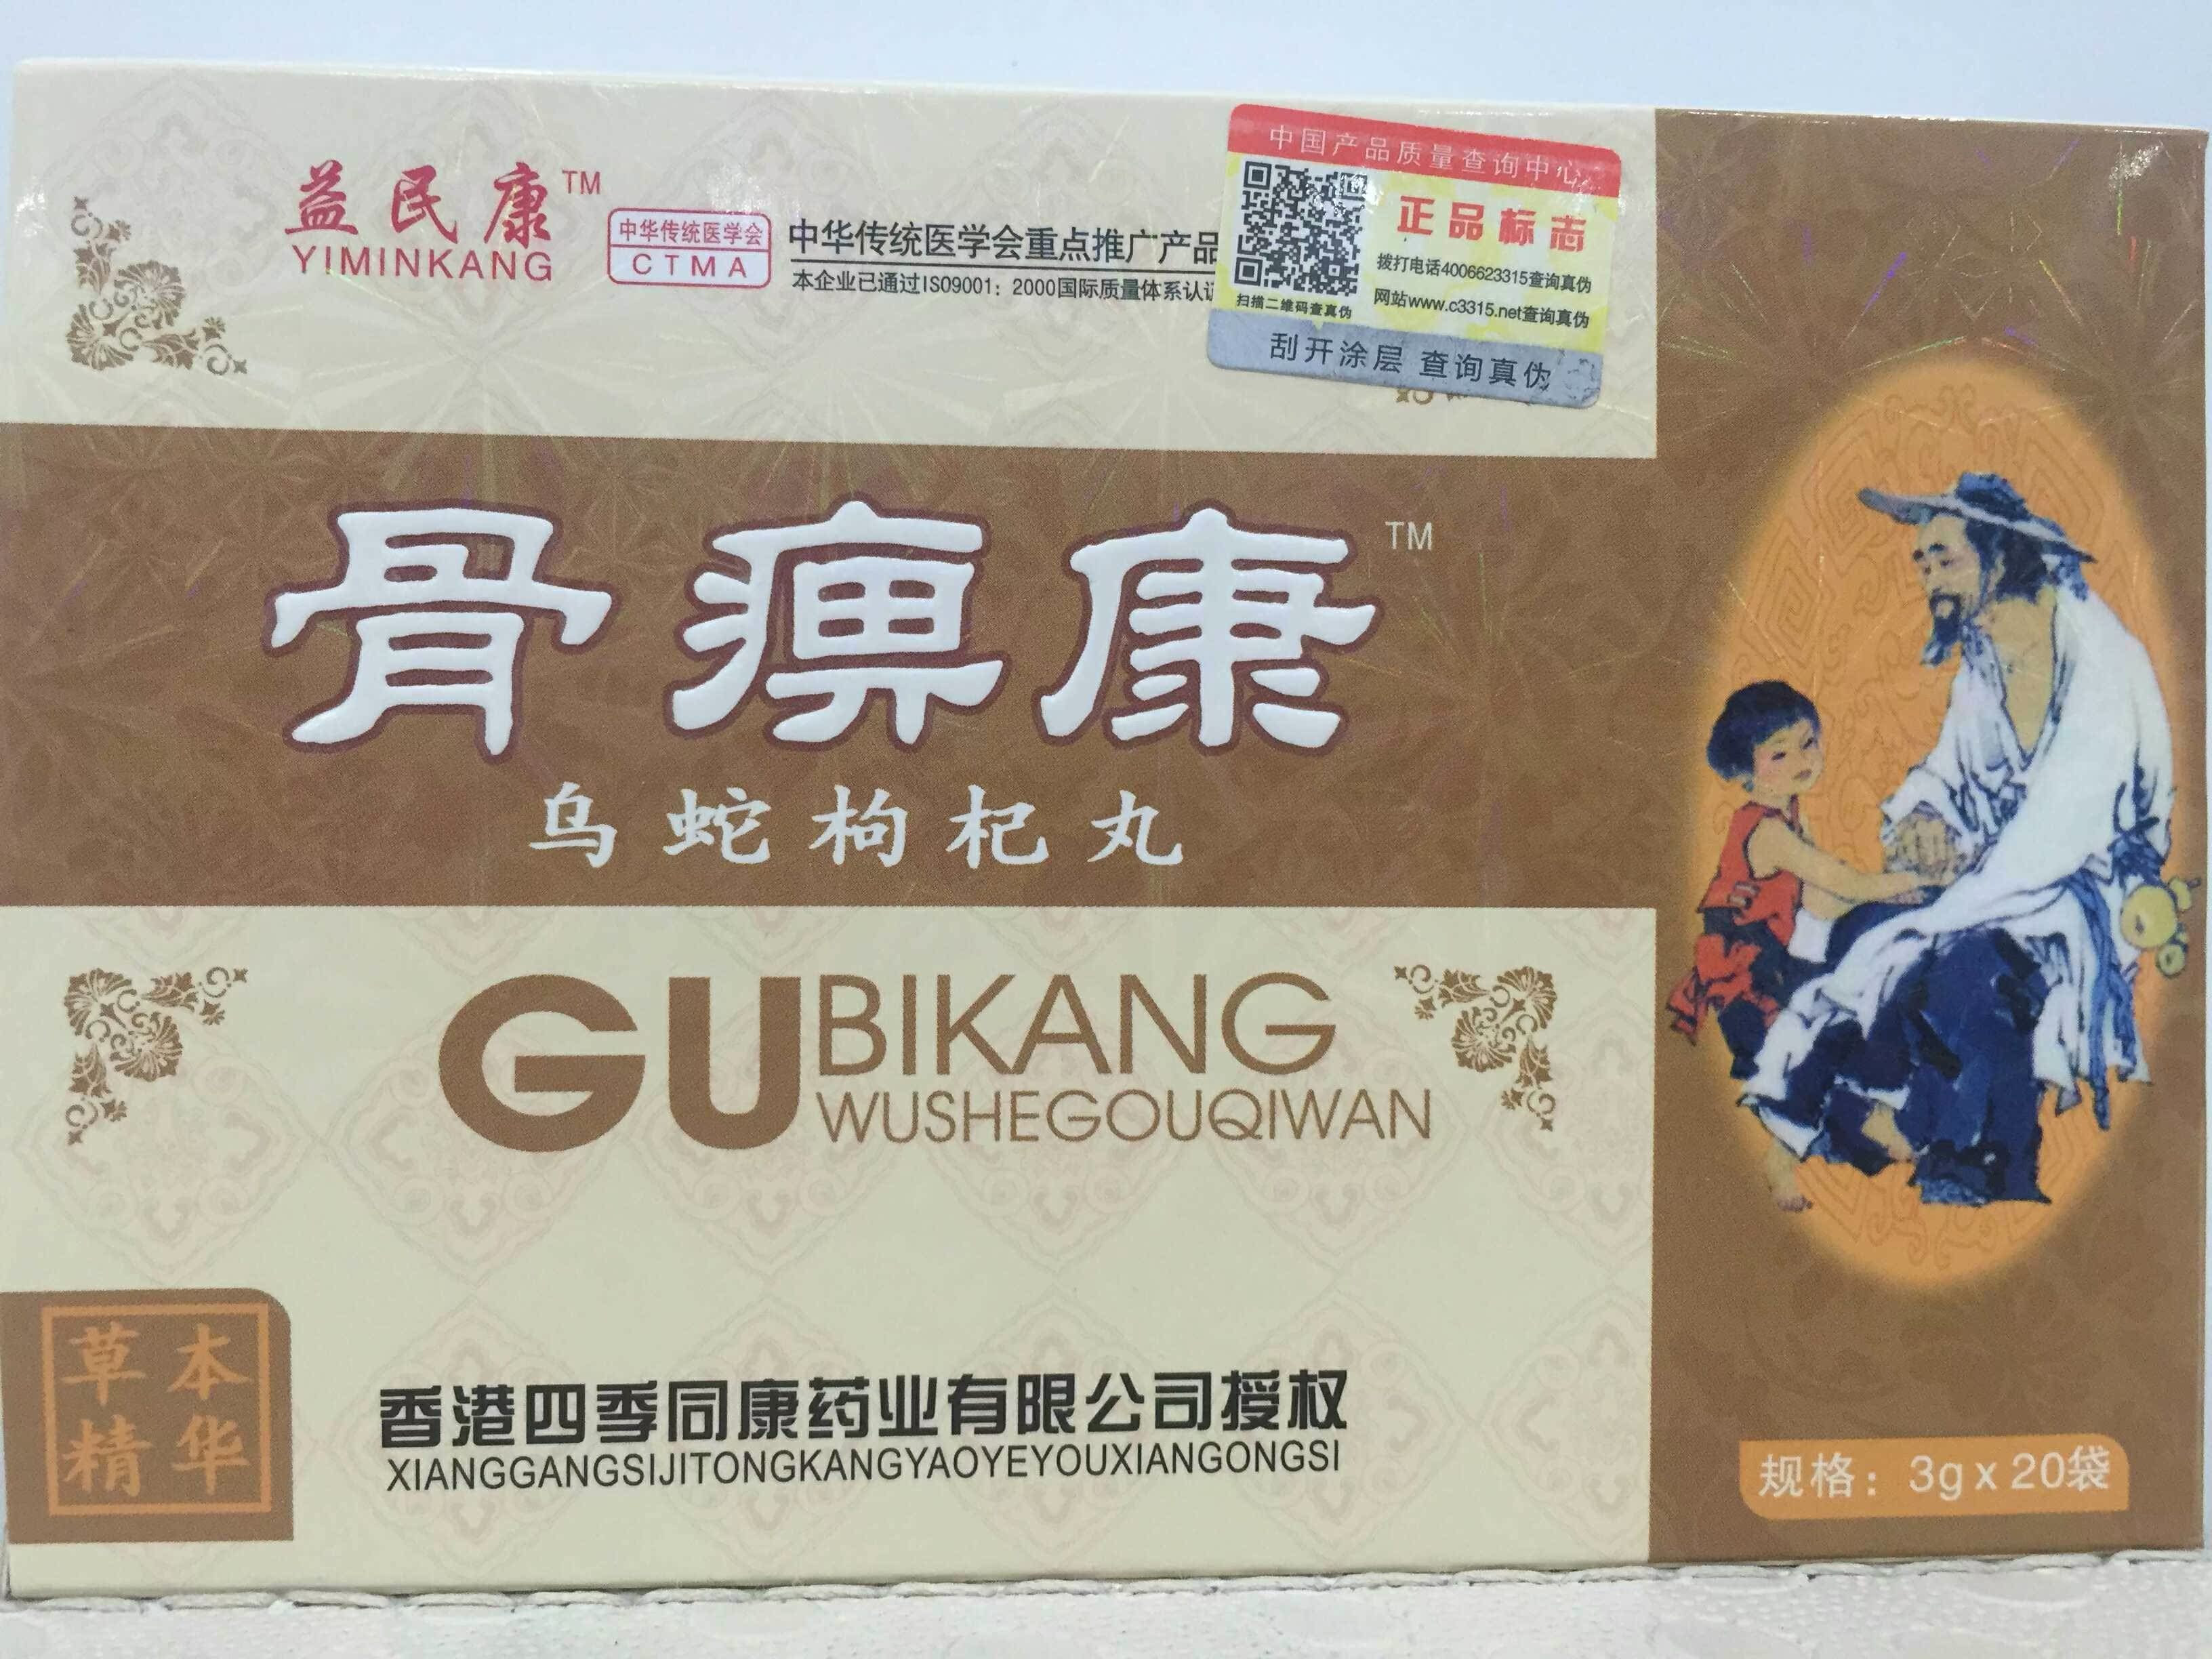 益民康TM
YIMINKANG
中华传统医学会
CTMA
中华传统医学会重点推广产品
本企业已通过ISO9001：2000国际质量体系认证
中国产品质量查询中心
正品标志
拨打电话4006623315查询真伪
网站www.c3315.net查询真伪
扫描二维码查真伪
刮开涂层 查询真伪
骨痹康TM
乌蛇枸杞丸
GUBIKANG
WUSHEGOUQIWAN
草本
精华
香港四季同康药业有限公司授权
XIANGGANGSIJITONGKANGYAOYEYOUXIANGONGSI
规格：3gx20袋